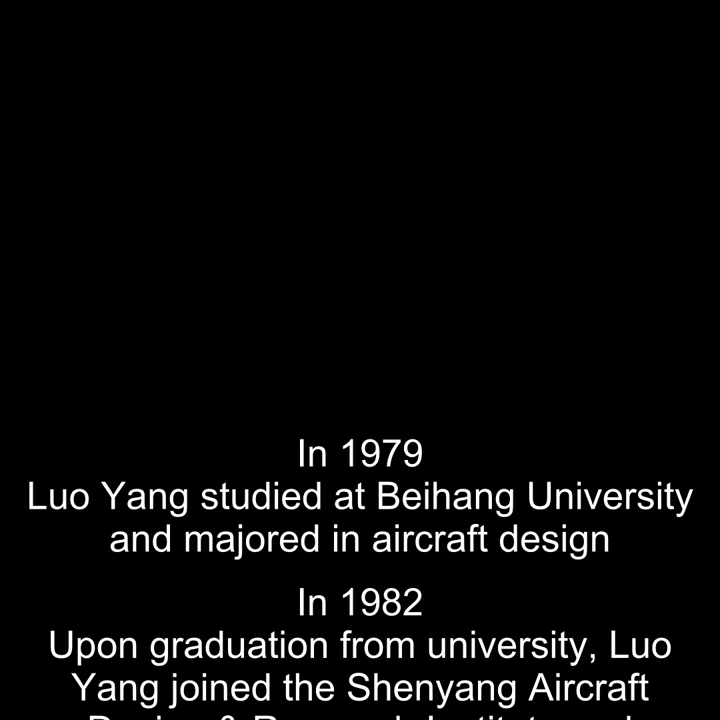 In 1979
Luo Yang studied at Beihang University
and majored in aircraft design
In 1982
Upon graduation from university, Luo
Yang joined the Shenyang Aircraft